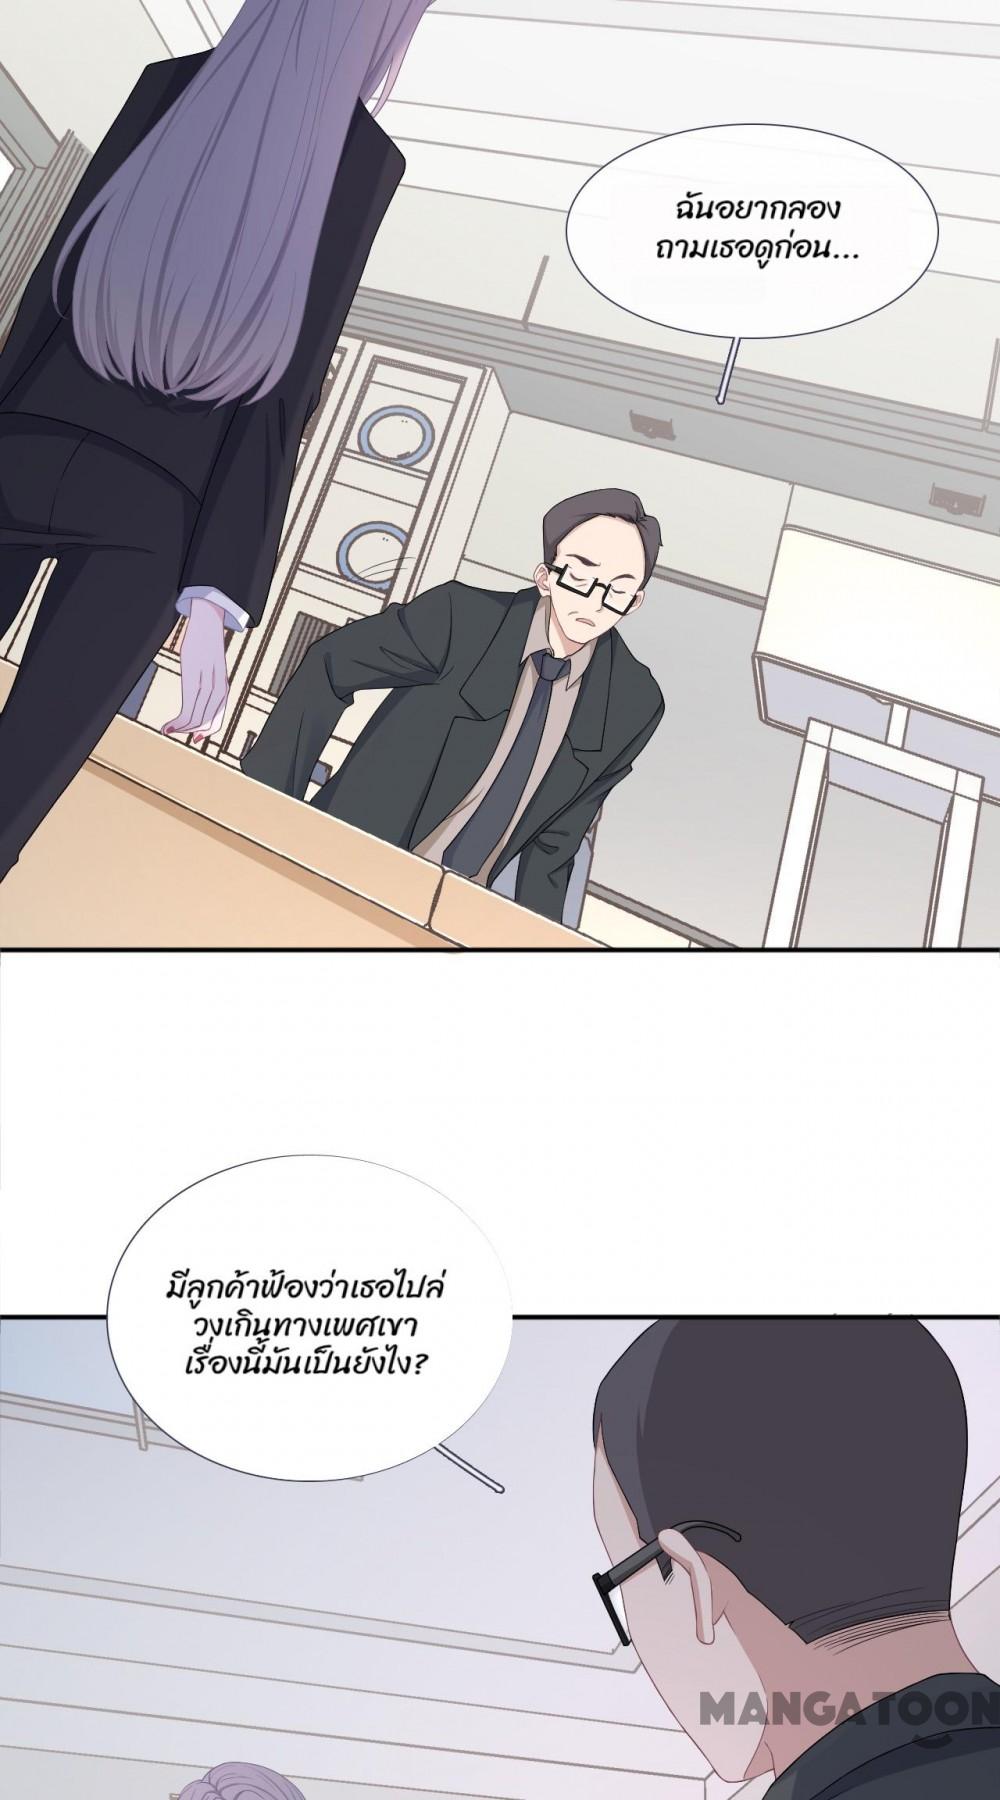 ฉันอยากลอง
ถามเธอดูก่อน...
มีลูกค้าฟ้องว่าเธอไปล่
วงเกินทางเพศเขา
เรื่องนี้มันเป็นยังไง?
MANGATOON